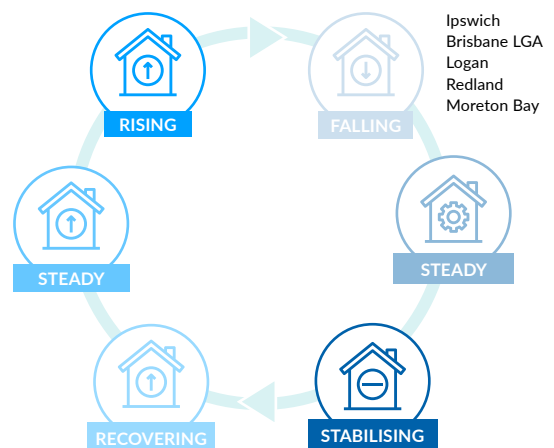 RISING
FALLING
Ipswich
Brisbane LGA
Logan
Redland
Moreton Bay
STEADY
STEADY
RECOVERING
STABILISING